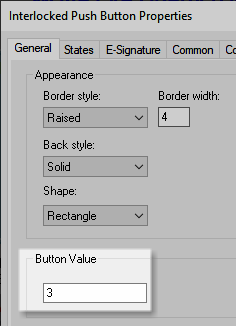 Interlocked Push Button Properties
General States E-Signature Common
Appearance
Border style: Border width:
Raised 4
Back style:
Solid
Shape:
Rectangle
Button Value
3